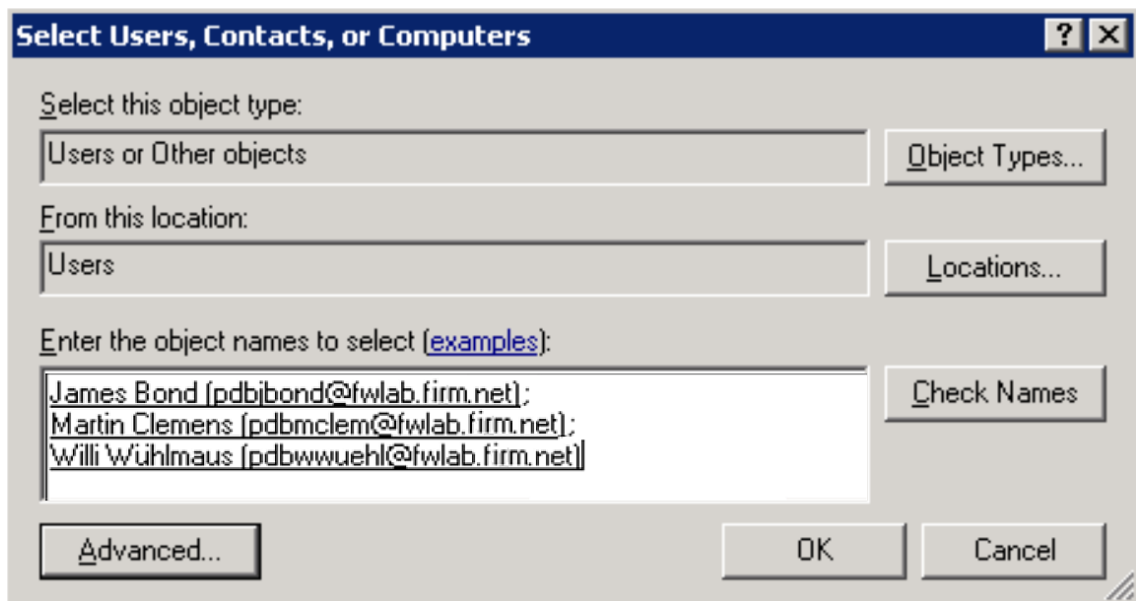 Select Users, Contacts, or Computers
Select this object type:
Users or Other objects
Object Types...
From this location:
Users
Locations...
Enter the object names to select (examples):
James Bond (pdbjbond@fwlab.firm.net);
Martin Clemens (pdbmclem@fwlab.firm.net);
Willi Wühlmaus (pdbwwuehl@fwlab.firm.net)
Check Names
Advanced...
OK
Cancel